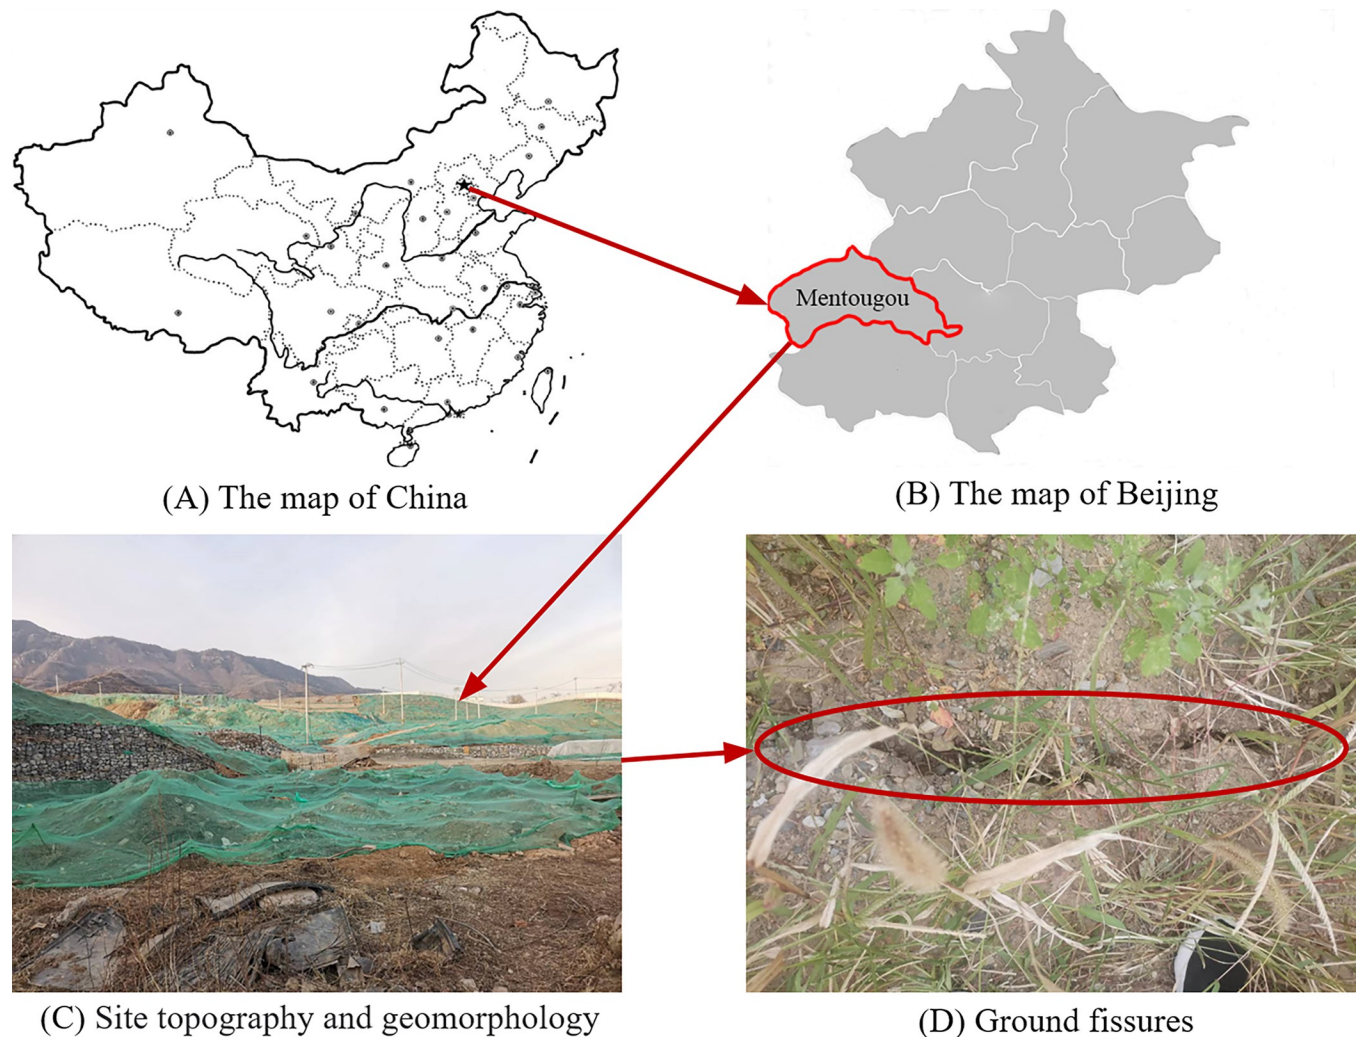 Mentougou
(A) The map of China
(B) The map of Beijing
(C) Site topography and geomorphology
(D) Ground fissures